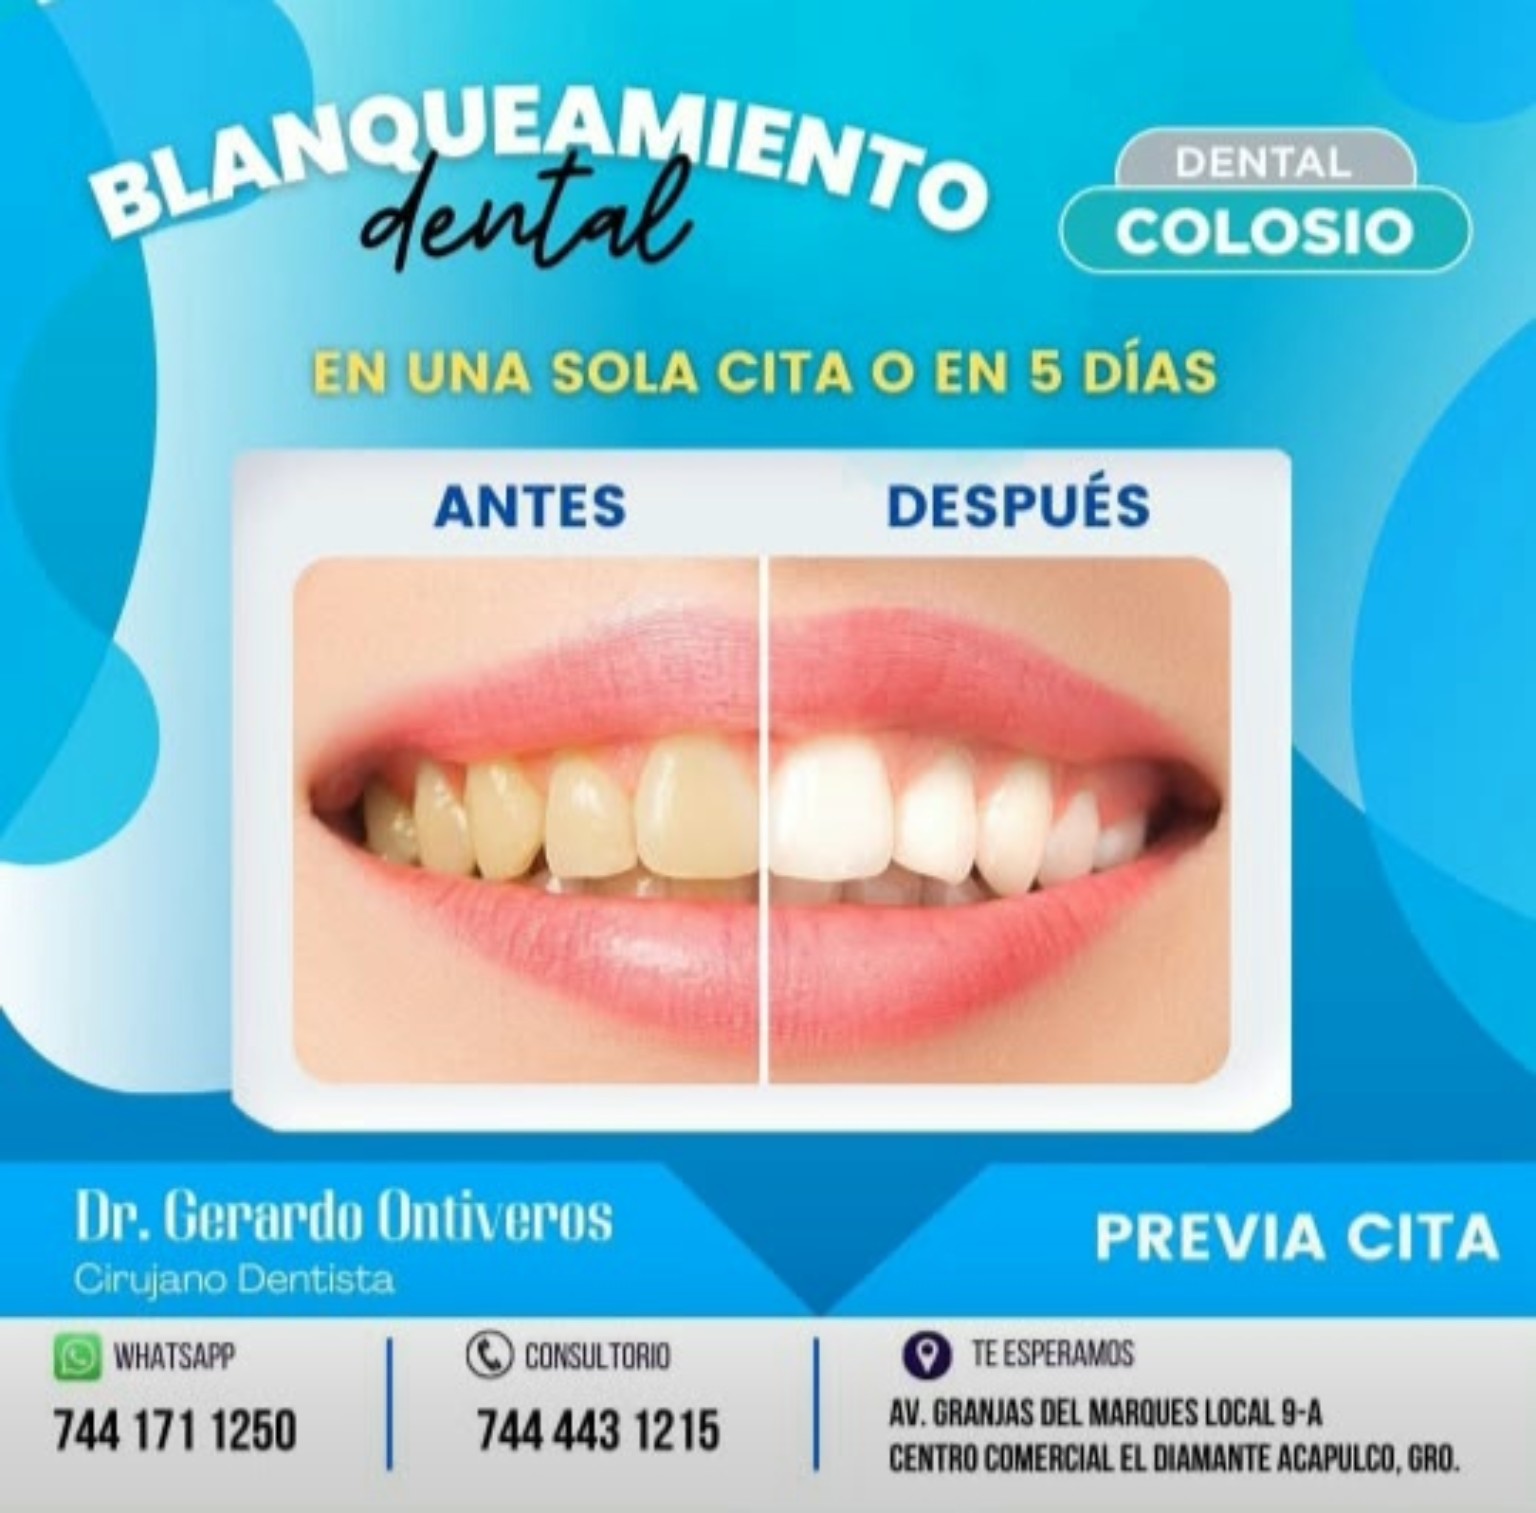 BLANQUEAMIENTO
dental
DENTAL
COLOSIO
EN UNA SOLA CITA O EN 5 DÍAS
ANTES
DESPUÉS
Dr. Gerardo Ontiveros
Cirujano Dentista
PREVIA CITA
WHATSAPP
744 171 1250
CONSULTORIO
744 443 1215
TE ESPERAMOS
AV. GRANJAS DEL MARQUES LOCAL 9-A
CENTRO COMERCIAL EL DIAMANTE ACAPULCO, GRO.